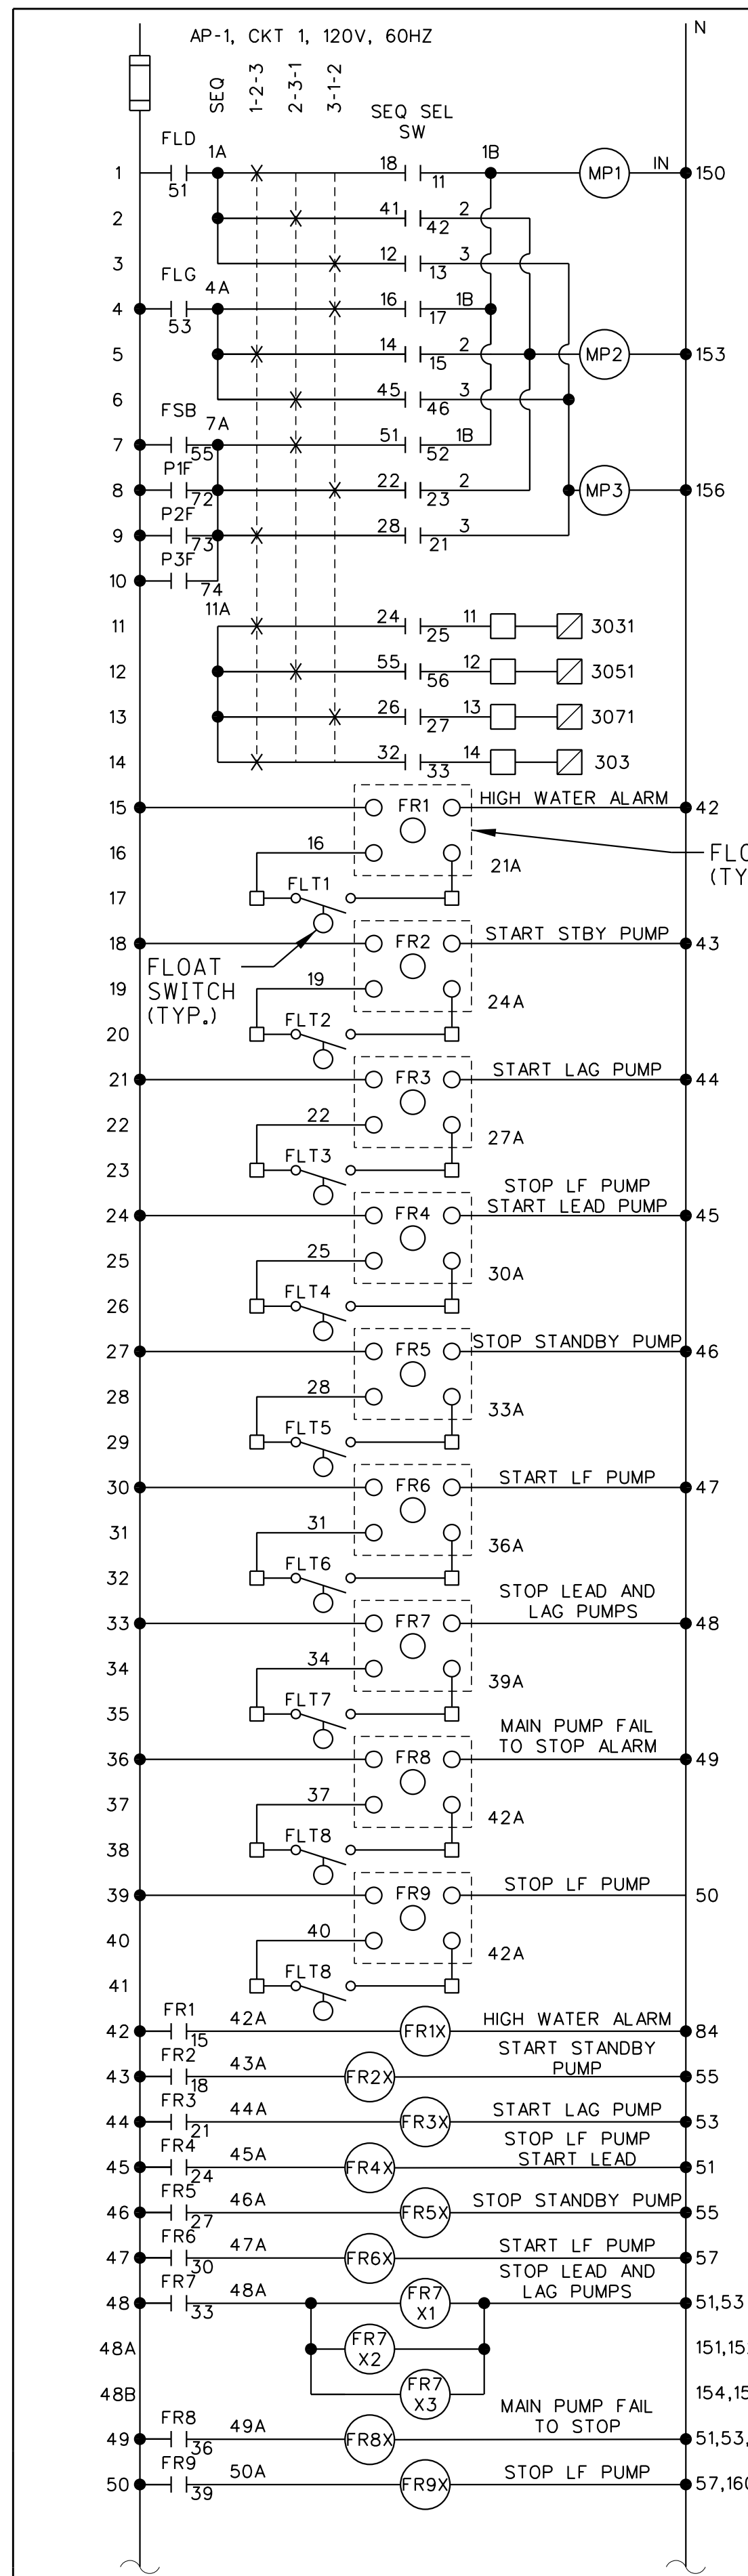 AP-1, CKT 1, 120V, 60HZ N
SEQ 1-2-3 2-3-1 3-1-2
SEQ SEL
SW
FLD 1A 1B
1 51 18 11 MP1 IN 150
2 41 42 2
3 12 13 3
FLG 4A
4 53 16 17 1B
5 14 15 2 MP2 153
6 45 46 3
FSB 7A
7 55 51 52 1B
P1F
8 72 22 23 2 MP3 156
P2F
9 73 28 21 3
P3F
10 74
11A
11 24 25 11 3031
12 55 56 12 3051
13 26 27 13 3071
14 32 33 14 303
15 FR1 HIGH WATER ALARM 42
16 16 21A
17 FLT1
FLOAT
SWITCH
(TYP.)
18 FR2 START STBY PUMP 43
19 19 24A
20 FLT2
21 FR3 START LAG PUMP 44
22 22 27A
23 FLT3
STOP LF PUMP
24 FR4 START LEAD PUMP 45
25 25 30A
26 FLT4
27 FR5 STOP STANDBY PUMP 46
28 28 33A
29 FLT5
30 FR6 START LF PUMP 47
31 31 36A
32 FLT6
STOP LEAD AND
LAG PUMPS
33 FR7 48
34 34 39A
35 FLT7
MAIN PUMP FAIL
TO STOP ALARM
36 FR8 49
37 37 42A
38 FLT8
39 FR9 STOP LF PUMP 50
40 40 42A
41 FLT8
FR1
42 15 42A FR1X HIGH WATER ALARM 84
START STANDBY
PUMP
FR2
43 18 43A FR2X 55
FR3
44 21 44A FR3X START LAG PUMP 53
STOP LF PUMP
START LEAD
FR4
45 24 45A FR4X 51
FR5
46 27 46A FR5X STOP STANDBY PUMP 55
FR6
47 30 47A FR6X START LF PUMP 57
STOP LEAD AND
LAG PUMPS
FR7
48 33 48A FR7 X1 51,53
48A FR7 X2 151,
48B FR7 X3 154,
MAIN PUMP FAIL
TO STOP
FR8
49 36 49A FR8X 51,53,
FR9
50 39 50A FR9X STOP LF PUMP 57,